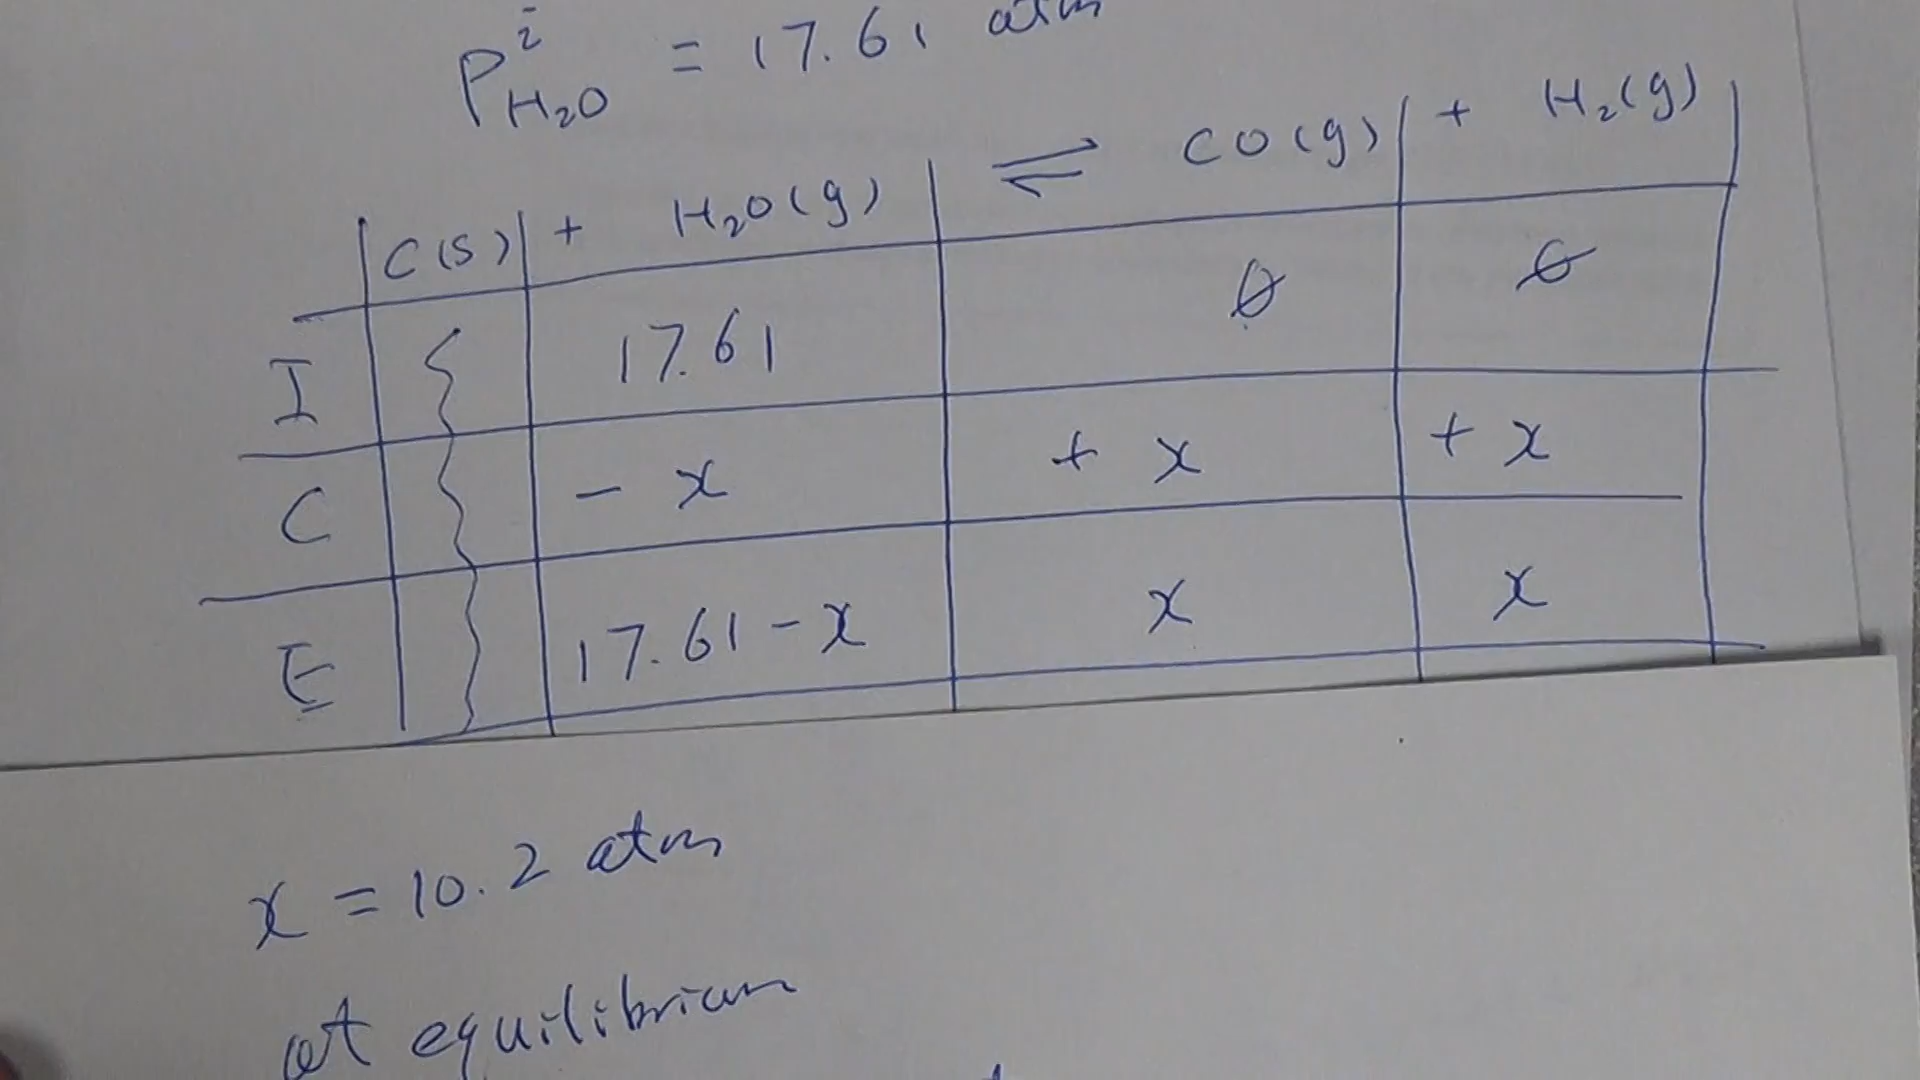 P^i_H₂O = 17.61 atm
C(s) + H₂O(g) ⇌ CO(g) + H₂(g)
I 17.61 0 0
C - x + x + x
E 17.61 - x x x
x = 10.2 atm
at equilibrium